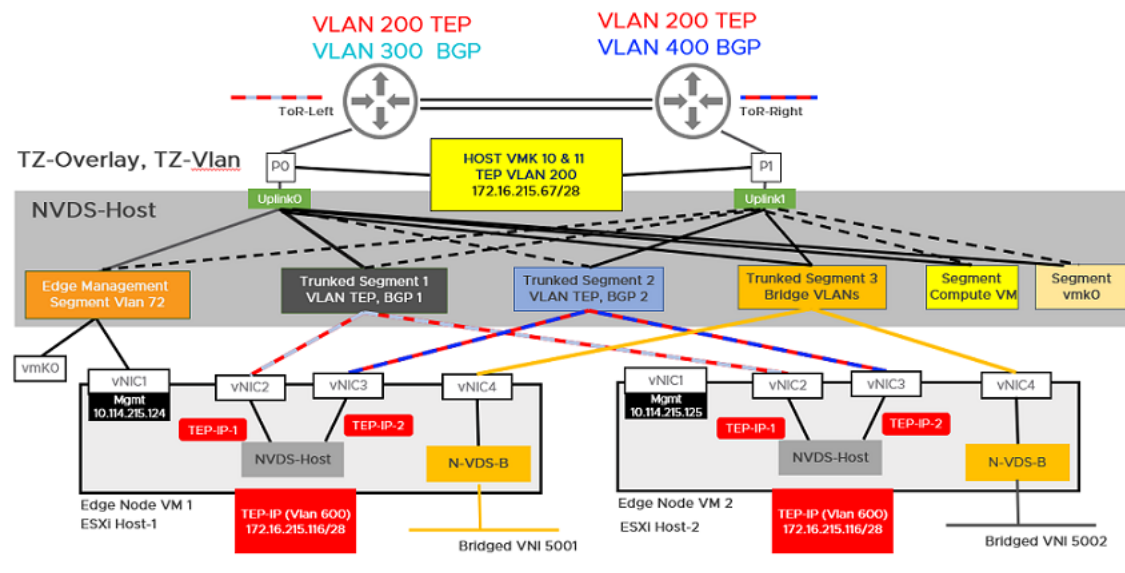 VLAN 200 TEP
VLAN 300 BGP
VLAN 200 TEP
VLAN 400 BGP
ToR-Left
ToR-Right
TZ-Overlay, TZ-Vlan
P0
HOST VMK 10 & 11
TEP VLAN 200
172.16.215.67/28
P1
NVDS-Host
Uplink0
Uplink1
Edge Management
Segment Vlan 72
Trunked Segment 1
VLAN TEP, BGP 1
Trunked Segment 2
VLAN TEP, BGP 2
Trunked Segment 3
Bridge VLANs
Segment
Compute VM
Segment
vmk0
vmK0
vNIC1
Mgmt
10.114.215.124
vNIC2
vNIC3
vNIC4
TEP-IP-1
TEP-IP-2
NVDS-Host
N-VDS-B
TEP-IP (Vlan 600)
172.16.215.116/28
Edge Node VM 1
ESXi Host-1
Bridged VNI 5001
vNIC1
Mgmt
10.114.215.125
vNIC2
vNIC3
vNIC4
TEP-IP-1
TEP-IP-2
NVDS-Host
N-VDS-B
TEP-IP (Vlan 600)
172.16.215.116/28
Edge Node VM 2
ESXi Host-2
Bridged VNI 5002